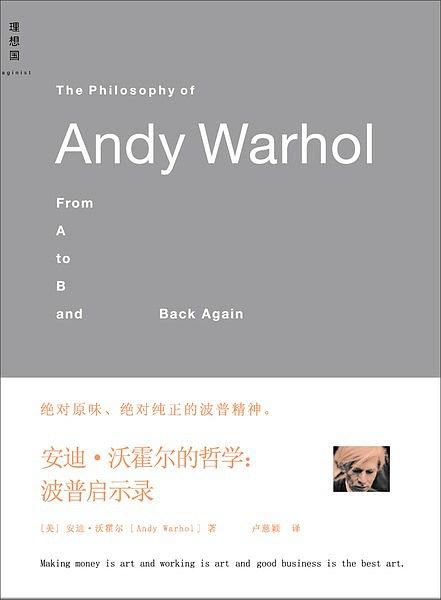 理
想
国
aginist
The Philosophy of
Andy Warhol
From
A
to
B
and Back Again
绝对原味、绝对纯正的波普精神。
安迪·沃霍尔的哲学：
波普启示录
[美] 安迪·沃霍尔 [Andy Warhol] 著 卢慈颖 译
Making money is art and working is art and good business is the best art.